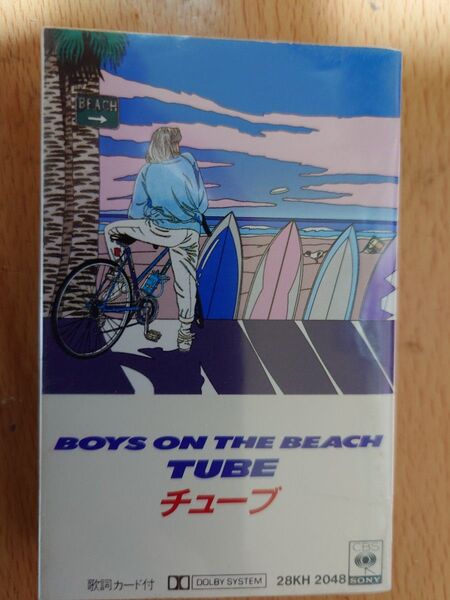 BEACH
→
BOYS ON THE BEACH
TUBE
チューブ
歌詞カード付 DOLBY SYSTEM 28KH 2048
CBS
SONY